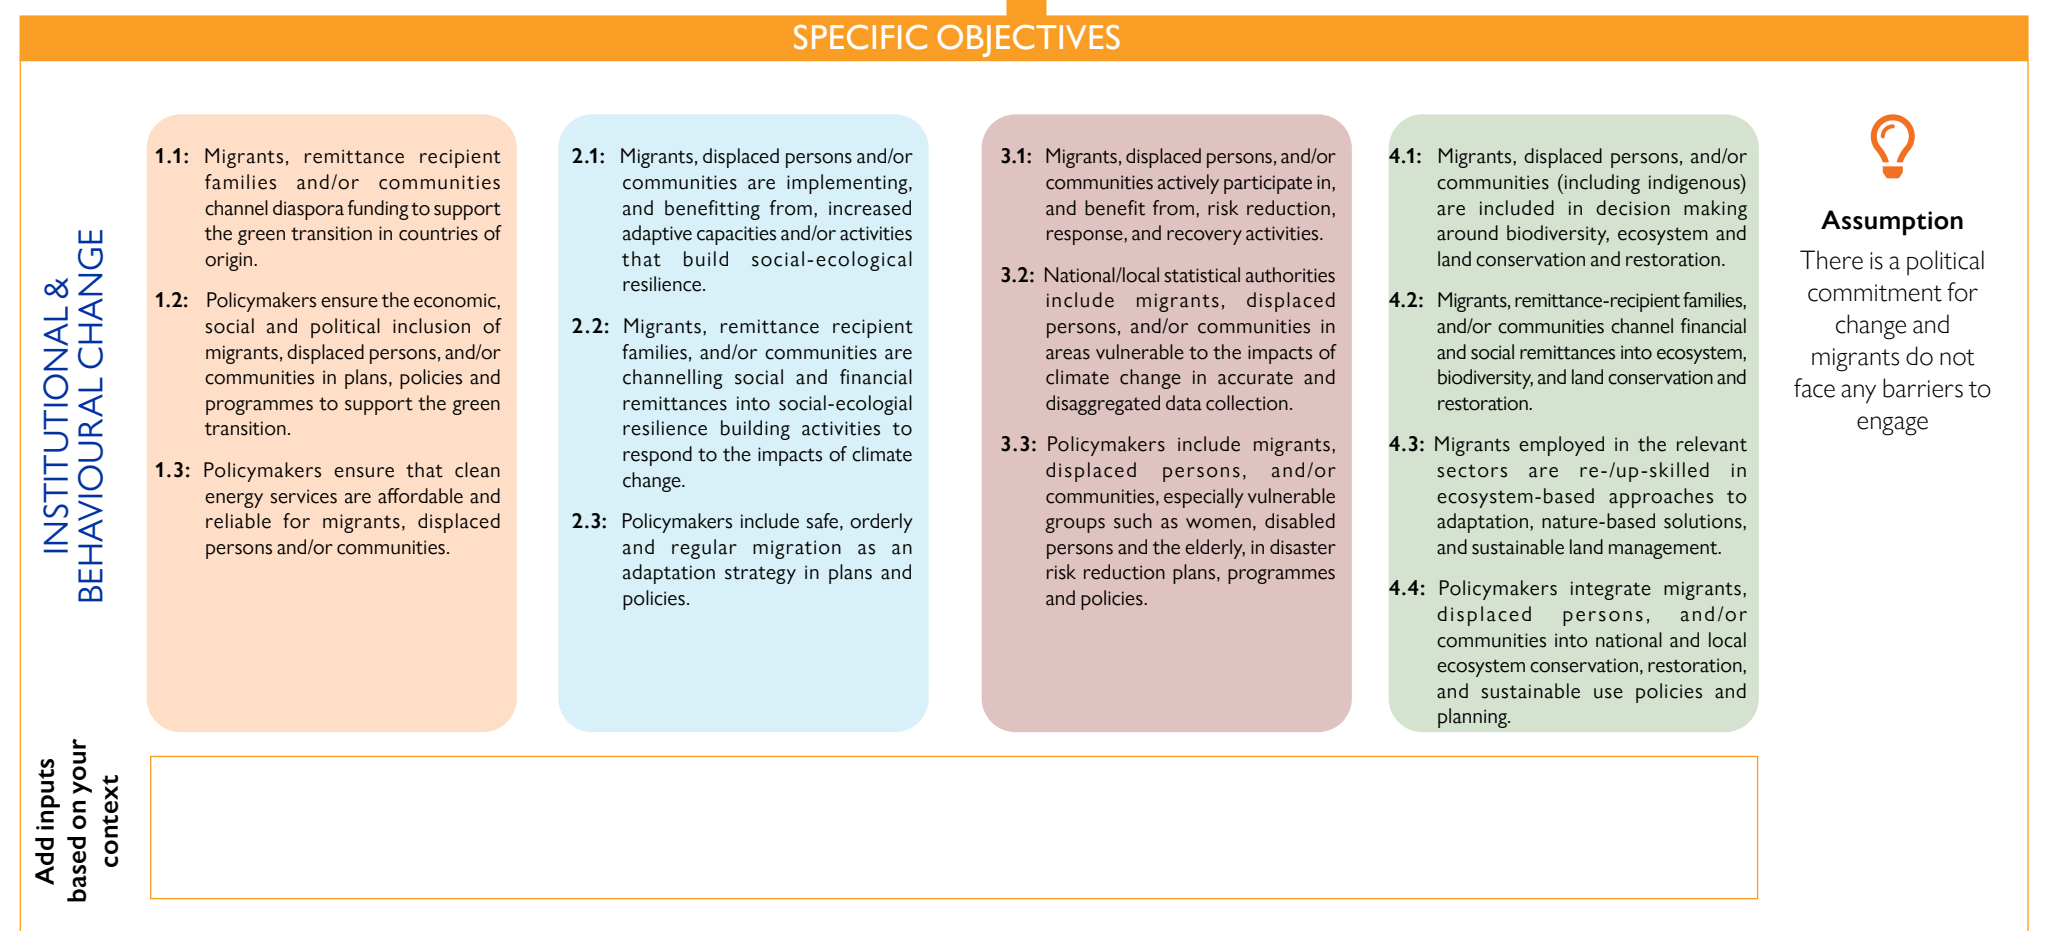 SPECIFIC OBJECTIVES
INSTITUTIONAL &
BEHAVIOURAL CHANGE
1.1: Migrants, remittance recipient
families and/or communities
channel diaspora funding to support
the green transition in countries of
origin.
1.2: Policymakers ensure the economic,
social and political inclusion of
migrants, displaced persons, and/or
communities in plans, policies and
programmes to support the green
transition.
1.3: Policymakers ensure that clean
energy services are affordable and
reliable for migrants, displaced
persons and/or communities.
2.1: Migrants, displaced persons and/or
communities are implementing,
and benefitting from, increased
adaptive capacities and/or activities
that build social-ecological
resilience.
2.2: Migrants, remittance recipient
families, and/or communities are
channelling social and financial
remittances into social-ecologial
resilience building activities to
respond to the impacts of climate
change.
2.3: Policymakers include safe, orderly
and regular migration as an
adaptation strategy in plans and
policies.
3.1: Migrants, displaced persons, and/or
communities actively participate in,
and benefit from, risk reduction,
response, and recovery activities.
3.2: National/local statistical authorities
include migrants, displaced
persons, and/or communities in
areas vulnerable to the impacts of
climate change in accurate and
disaggregated data collection.
3.3: Policymakers include migrants,
displaced persons, and/or
communities, especially vulnerable
groups such as women, disabled
persons and the elderly, in disaster
risk reduction plans, programmes
and policies.
4.1: Migrants, displaced persons, and/or
communities (including indigenous)
are included in decision making
around biodiversity, ecosystem and
land conservation and restoration.
4.2: Migrants, remittance-recipient families,
and/or communities channel financial
and social remittances into ecosystem,
biodiversity, and land conservation and
restoration.
4.3: Migrants employed in the relevant
sectors are re-/up-skilled in
ecosystem-based approaches to
adaptation, nature-based solutions,
and sustainable land management.
4.4: Policymakers integrate migrants,
displaced persons, and/or
communities into national and local
ecosystem conservation, restoration,
and sustainable use policies and
planning.
Assumption
There is a political
commitment for
change and
migrants do not
face any barriers to
engage
Add inputs
based on your
context